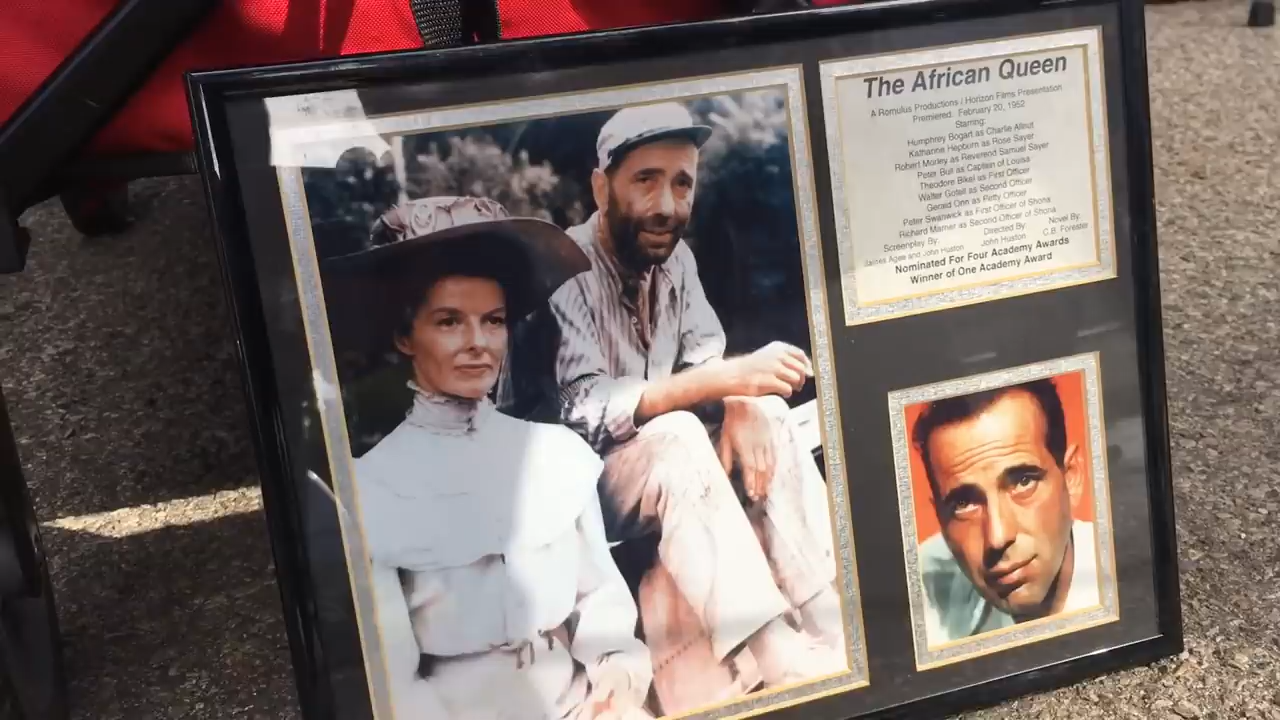 The African Queen
A Romulus Productions / Horizon Films Presentation
Premiered: February 20, 1952
Starring:
Humphrey Bogart as Charlie Allnut
Katharine Hepburn as Rose Sayer
Robert Morley as Reverend Samuel Sayer
Peter Bull as Captain of Louisa
Theodore Bikel as First Officer
Walter Gotell as Second Officer
Gerald Onn as Petty Officer
Peter Swanwick as First Officer of Shona
Richard Marner as Second Officer of Shona
Screenplay By: Directed By: Novel By:
James Agee and John Huston John Huston C.B. Forester
Nominated For Four Academy Awards
Winner of One Academy Award